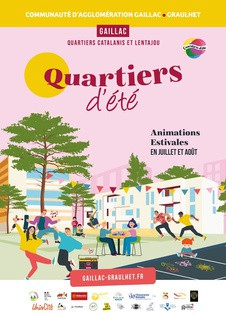 COMMUNAUTÉ D'AGGLOMÉRATION GAILLAC • GRAULHET
GAILLAC
QUARTIERS CATALANIS ET LENTAJOU
Quartiers
d'été
Animations
Estivales
EN JUILLET ET AOÛT
GAILLAC-GRAULHET.FR